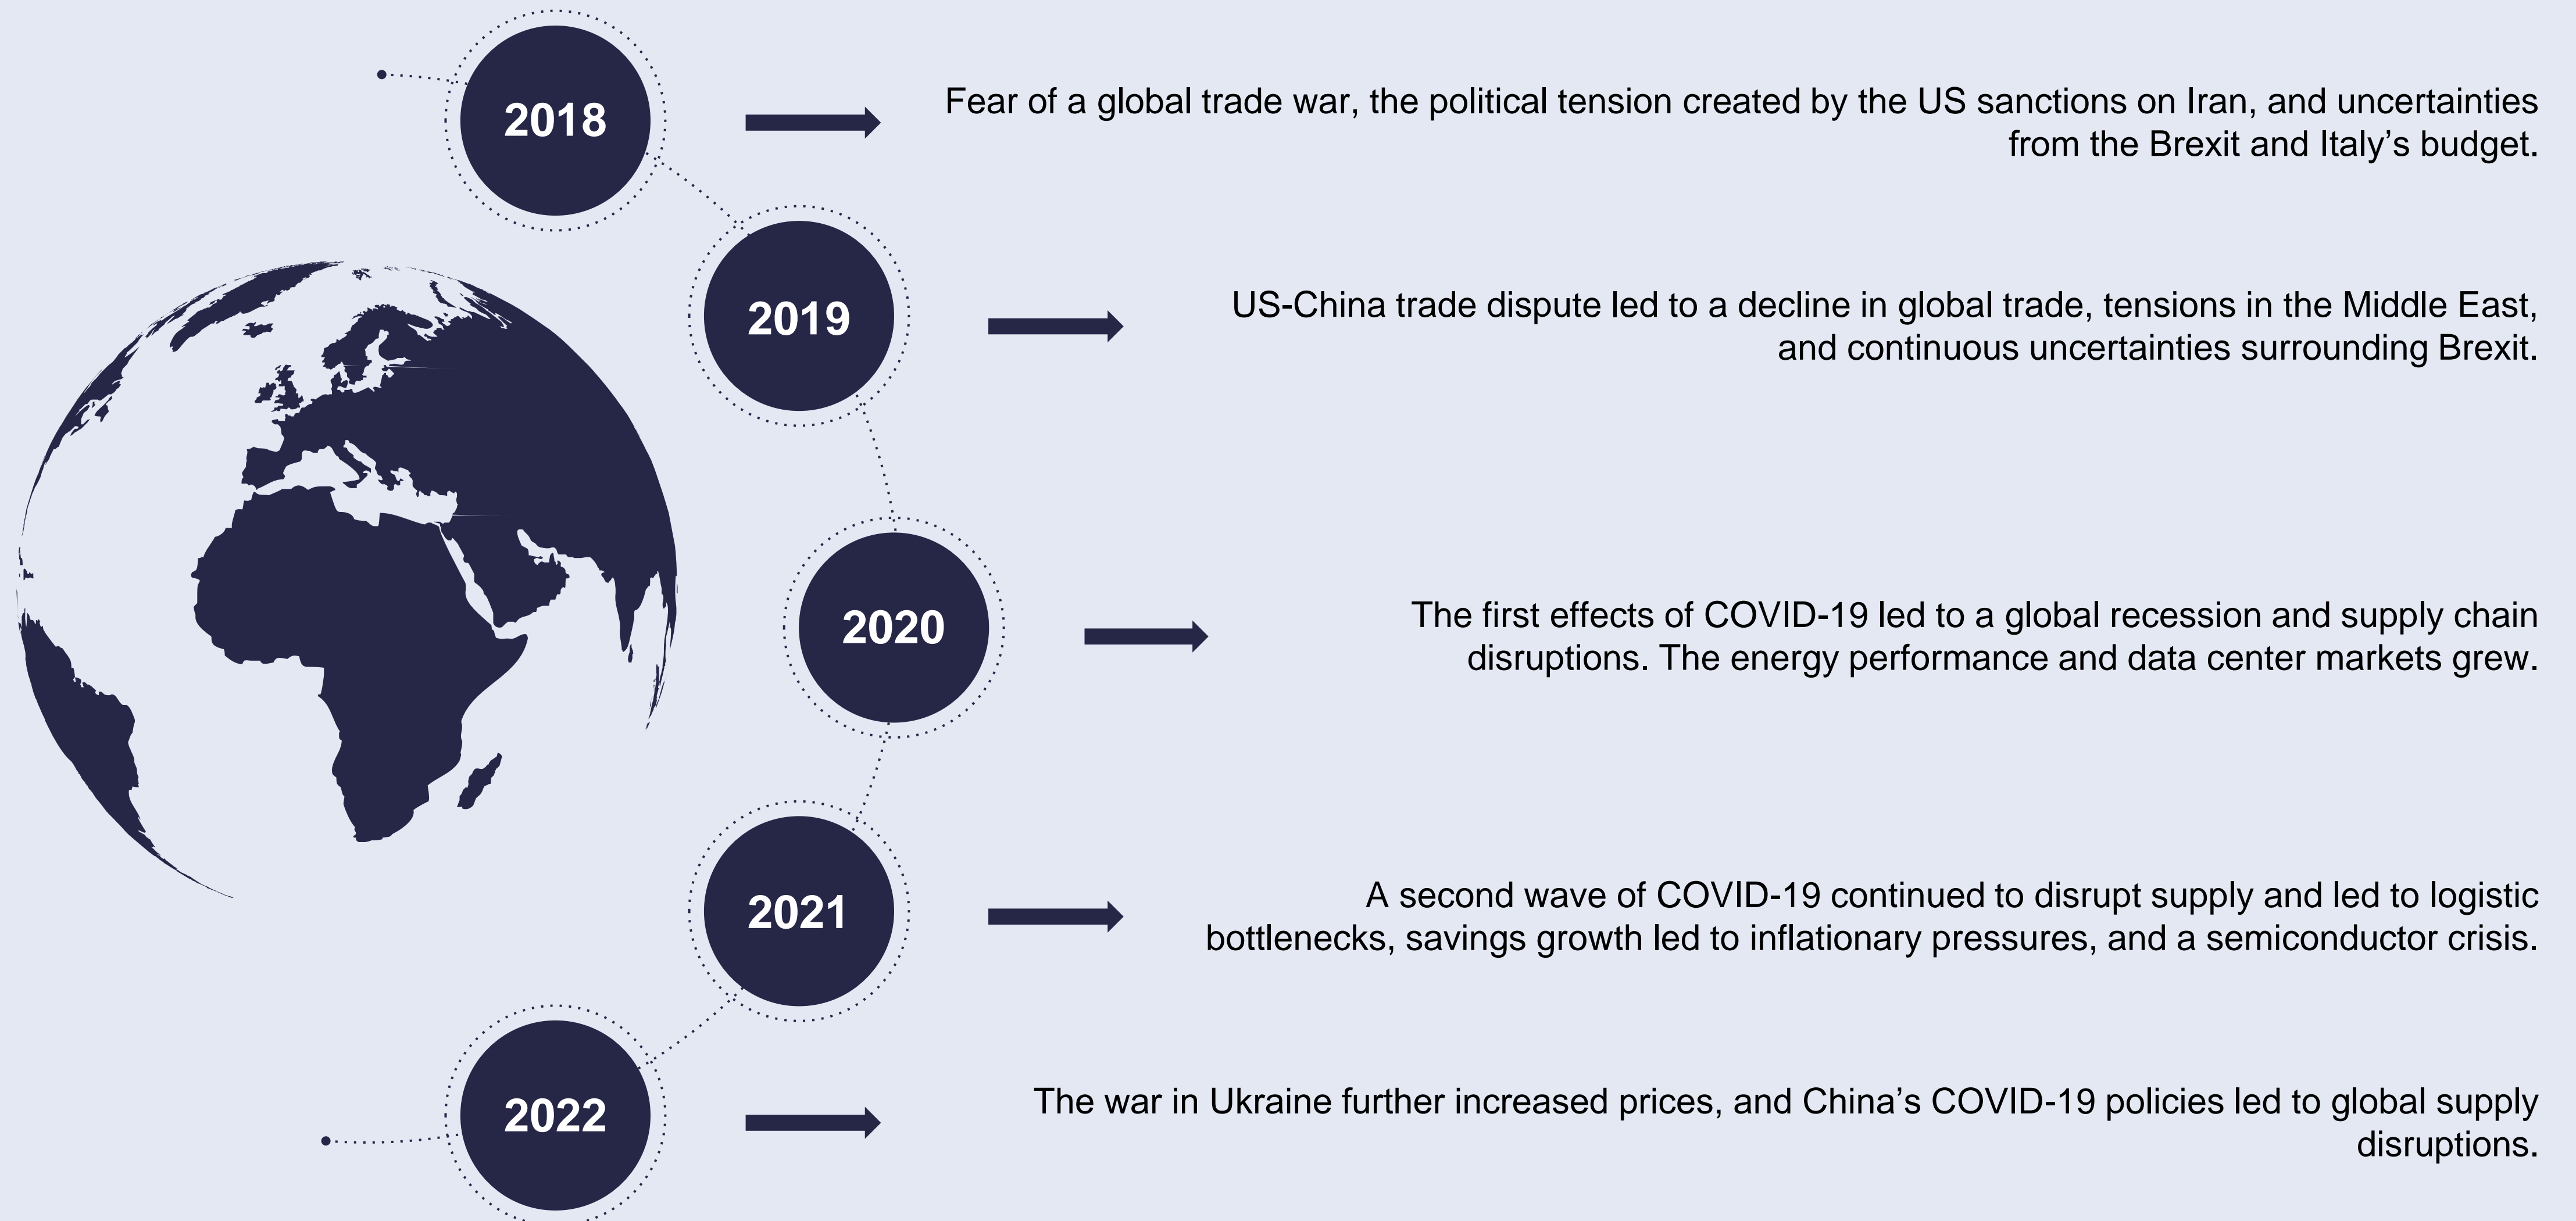 2018
Fear of a global trade war, the political tension created by the US sanctions on Iran, and uncertainties
from the Brexit and Italy’s budget.
2019
US-China trade dispute led to a decline in global trade, tensions in the Middle East,
and continuous uncertainties surrounding Brexit.
2020
The first effects of COVID-19 led to a global recession and supply chain
disruptions. The energy performance and data center markets grew.
2021
A second wave of COVID-19 continued to disrupt supply and led to logistic
bottlenecks, savings growth led to inflationary pressures, and a semiconductor crisis.
2022
The war in Ukraine further increased prices, and China’s COVID-19 policies led to global supply
disruptions.